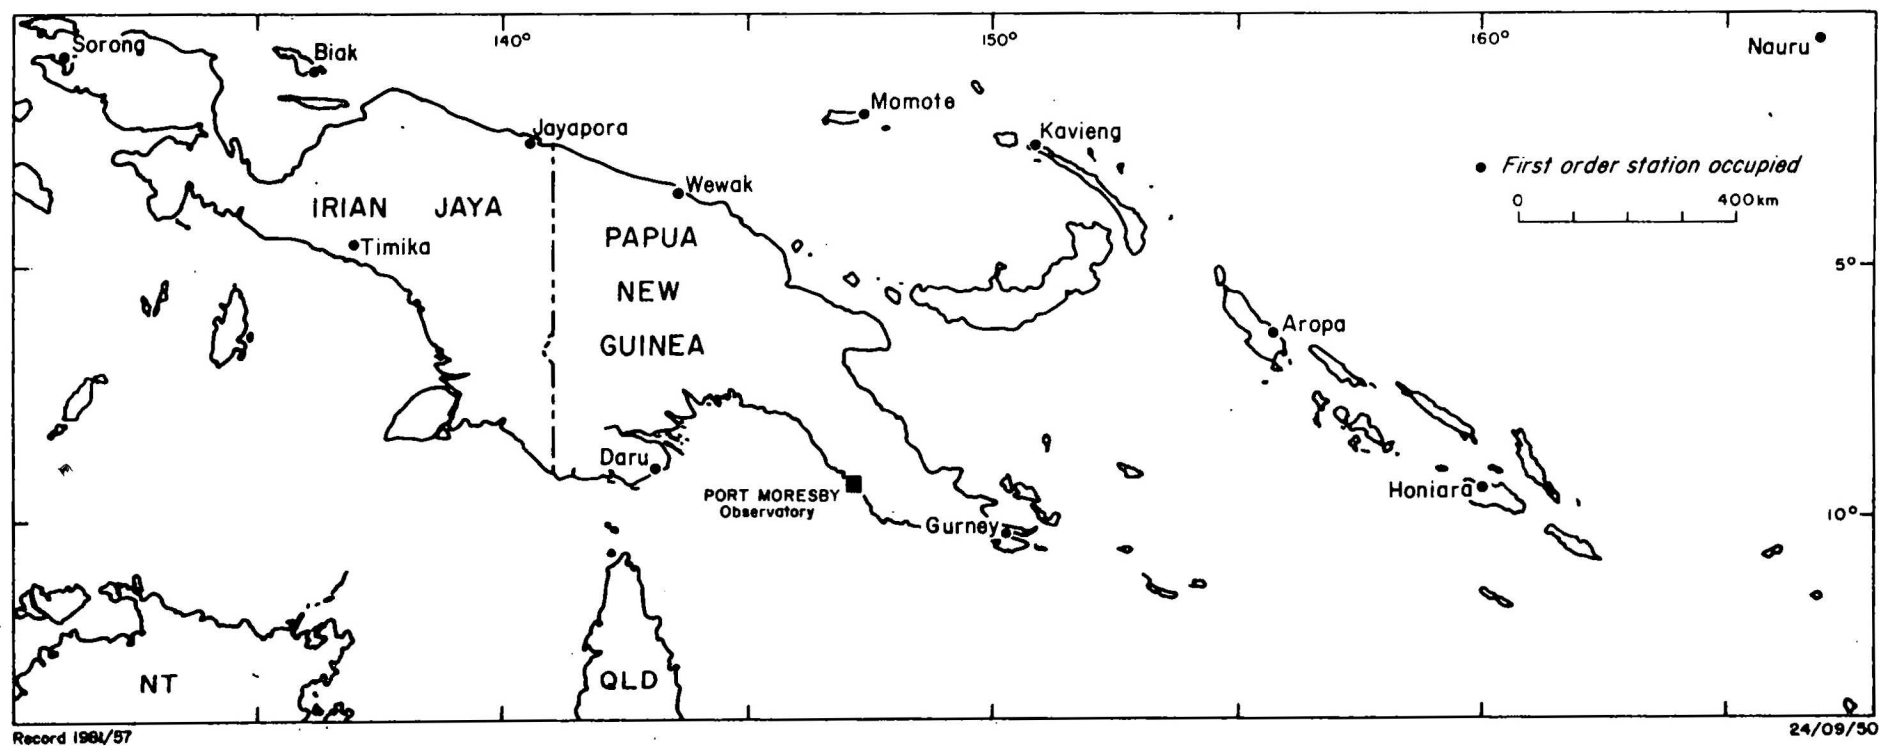 140°
150°
160°
Nauru
Sorong
Biak
Momote
Jayapora
Kavieng
First order station occupied
Wewak
0 400 km
IRIAN JAYA
PAPUA
NEW
GUINEA
Timika
5°
Aropa
Daru
PORT MORESBY
Observatory
Honiara
10°
Gurney
NT
QLD
Record 1981/57
24/09/50